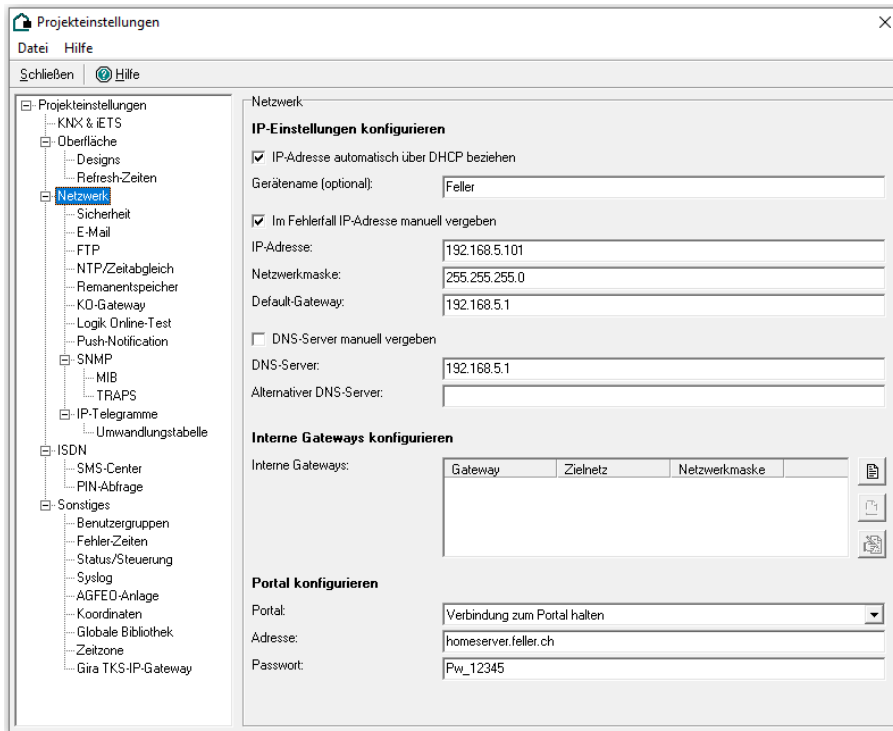 Projekteinstellungen
Datei Hilfe
Schließen Hilfe
Projekteinstellungen
KNX & iETS
Oberfläche
Designs
Refresh-Zeiten
Netzwerk
Sicherheit
E-Mail
FTP
NTP/Zeitabgleich
Remanentspeicher
KO-Gateway
Logik Online-Test
Push-Notification
SNMP
MIB
TRAPS
IP-Telegramme
Umwandlungstabelle
ISDN
SMS-Center
PIN-Abfrage
Sonstiges
Benutzergruppen
Fehler-Zeiten
Status/Steuerung
Syslog
AGFEO-Anlage
Koordinaten
Globale Bibliothek
Zeitzone
Gira TKS-IP-Gateway
Netzwerk
IP-Einstellungen konfigurieren
IP-Adresse automatisch über DHCP beziehen
Gerätename (optional): Feller
Im Fehlerfall IP-Adresse manuell vergeben
IP-Adresse: 192.168.5.101
Netzwerkmaske: 255.255.255.0
Default-Gateway: 192.168.5.1
DNS-Server manuell vergeben
DNS-Server: 192.168.5.1
Alternativer DNS-Server:
Interne Gateways konfigurieren
Interne Gateways: Gateway Zielnetz Netzwerkmaske
Portal konfigurieren
Portal: Verbindung zum Portal halten
Adresse: homeserver.feller.ch
Passwort: Pw_12345